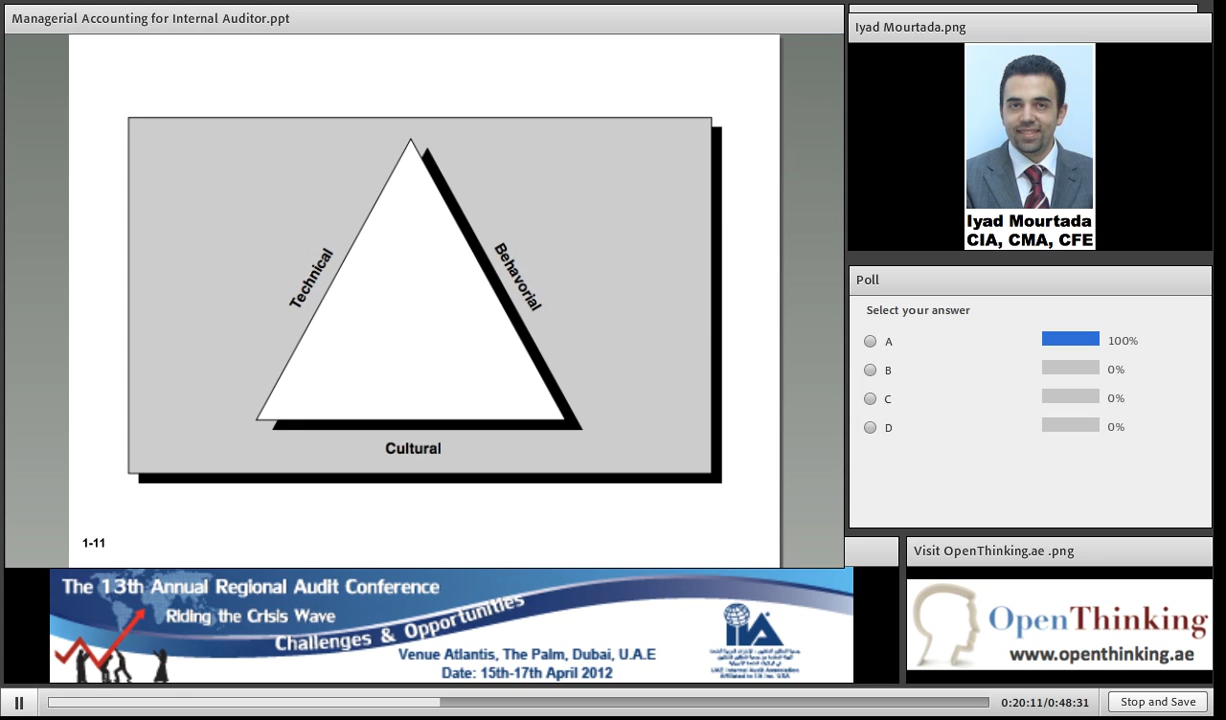 Managerial Accounting for Internal Auditor.ppt
Technical
Behavorial
Cultural
1-11
Iyad Mourtada.png
Iyad Mourtada
CIA, CMA, CFE
Poll
Select your answer
A 100%
B 0%
C 0%
D 0%
The 13th Annual Regional Audit Conference
Riding the Crisis Wave
Challenges & Opportunities
Venue Atlantis, The Palm, Dubai, U.A.E
Date: 15th-17th April 2012
IIA
Visit OpenThinking.ae .png
OpenThinking
www.openthinking.ae
0:20:11/0:48:31
Stop and Save